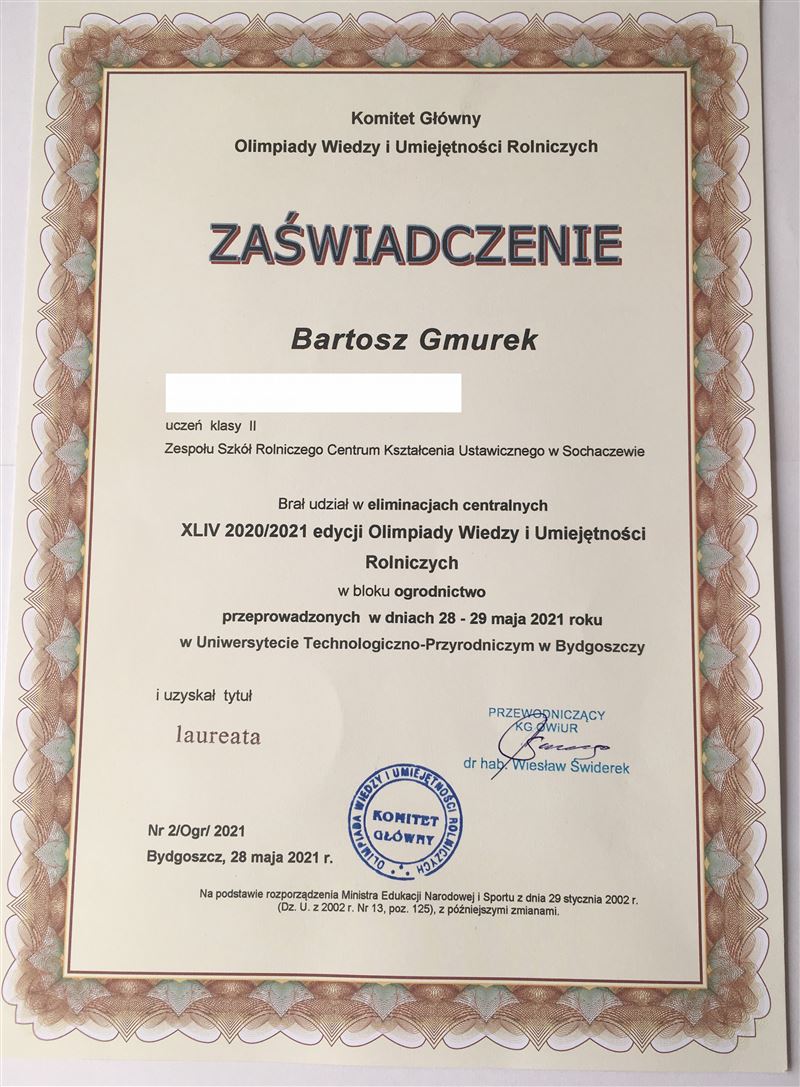 Komitet Główny
Olimpiady Wiedzy i Umiejętności Rolniczych
ZAŚWIADCZENIE
Bartosz Gmurek
uczeń klasy II
Zespołu Szkół Rolniczego Centrum Kształcenia Ustawicznego w Sochaczewie
Brał udział w eliminacjach centralnych
XLIV 2020/2021 edycji Olimpiady Wiedzy i Umiejętności
Rolniczych
w bloku ogrodnictwo
przeprowadzonych w dniach 28 - 29 maja 2021 roku
w Uniwersytecie Technologiczno-Przyrodniczym w Bydgoszczy
i uzyskał tytuł
laureata
PRZEWODNICZĄCY
KG OWiUR
dr hab. Wiesław Świderek
OLIMPIADA WIEDZY I UMIEJĘTNOŚCI ROLNICZYCH
KOMITET
GŁÓWNY
Nr 2/Ogr/ 2021
Bydgoszcz, 28 maja 2021 r.
Na podstawie rozporządzenia Ministra Edukacji Narodowej i Sportu z dnia 29 stycznia 2002 r.
(Dz. U. z 2002 r. Nr 13, poz. 125), z późniejszymi zmianami.